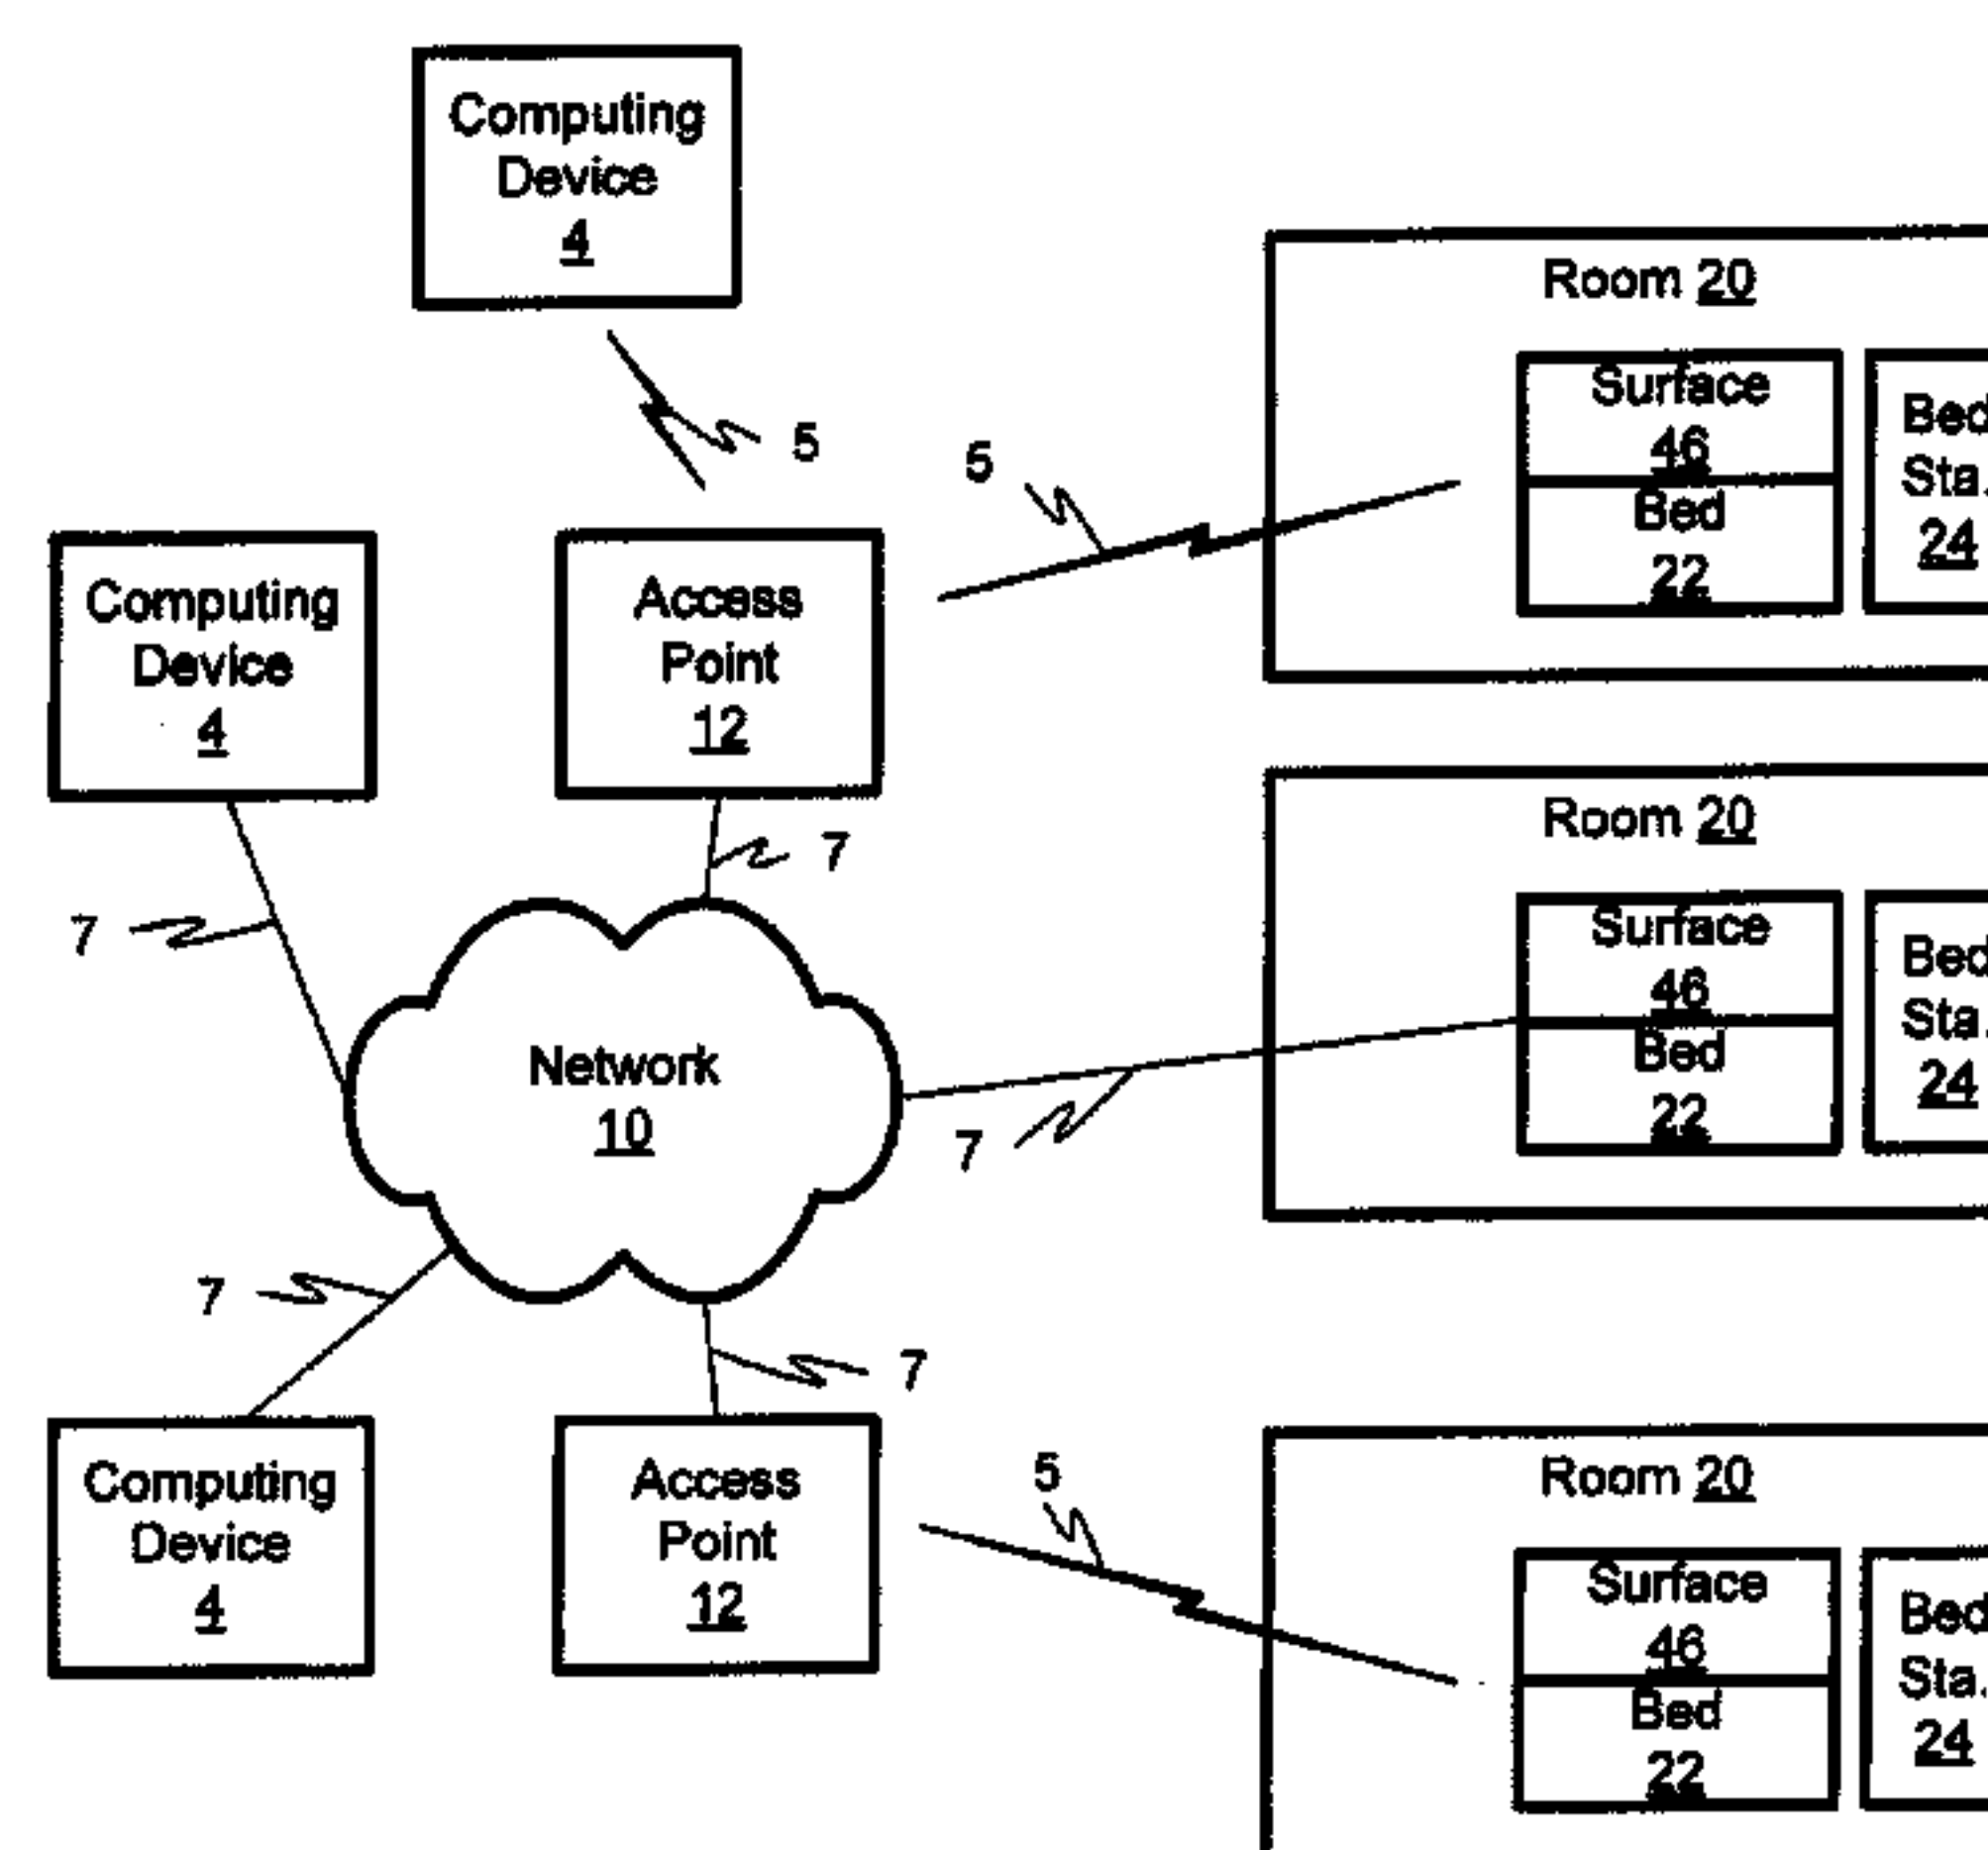 Computing
Device
4
5
5
Room 20
Surface
46
Bed
22
Bed
Sta.
24
Computing
Device
4
Access
Point
12
7
7
Room 20
Surface
46
Bed
22
Bed
Sta.
24
Network
10
7
7
7
Computing
Device
4
Access
Point
12
5
Room 20
Surface
46
Bed
22
Bed
Sta.
24